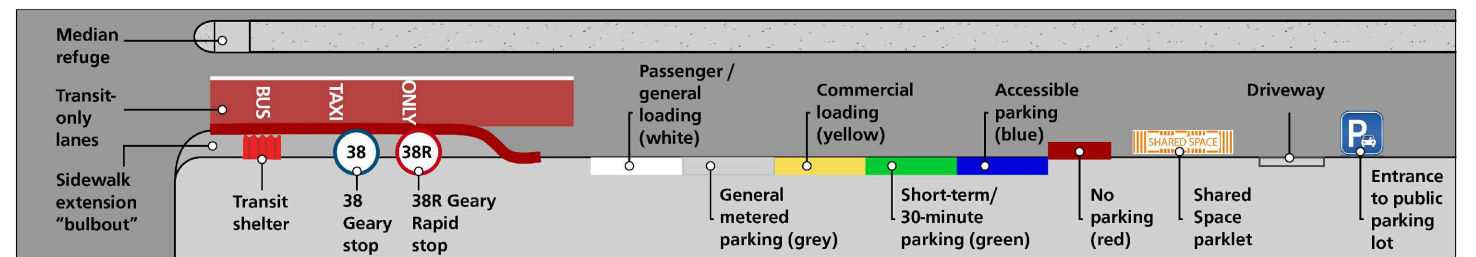 Median
refuge
Transit-
only
lanes
Sidewalk
extension
“bulbout”
BUS
TAXI
ONLY
38
38R
Transit
shelter
38
Geary
stop
38R Geary
Rapid
stop
Passenger /
general
loading
(white)
General
metered
parking (grey)
Commercial
loading
(yellow)
Short-term/
30-minute
parking (green)
Accessible
parking
(blue)
No
parking
(red)
SHARED SPACE
Shared
Space
parklet
Driveway
P
Entrance
to public
parking
lot